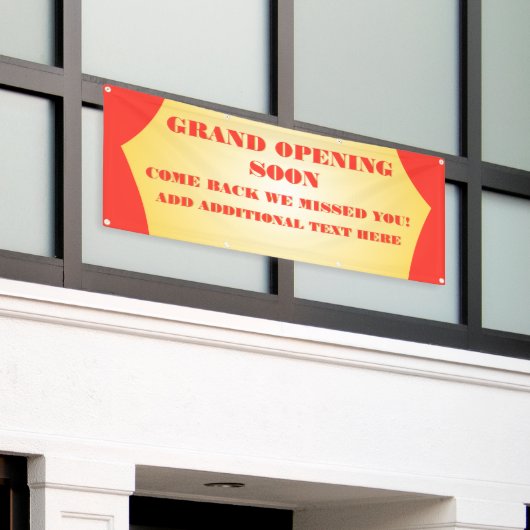 GRAND OPENING
SOON
COME BACK WE MISSED YOU!
ADD ADDITIONAL TEXT HERE